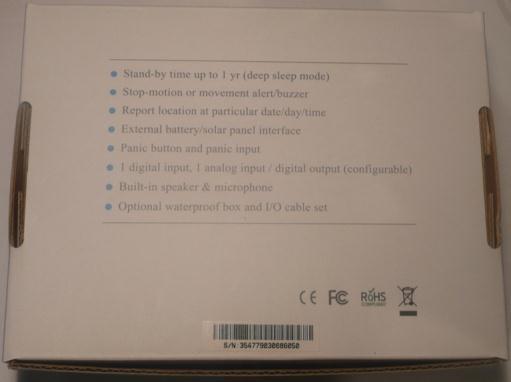 Stand-by time up to 1 yr (deep sleep mode)
Stop-motion or movement alert/buzzer
Report location at particular date/day/time
External battery/solar panel interface
Panic button and panic input
1 digital input, 1 analog input / digital output (configurable)
Built-in speaker & microphone
Optional waterproof box and I/O cable set
CE FC RoHS
COMPLIANT
S/N: 354779030686050